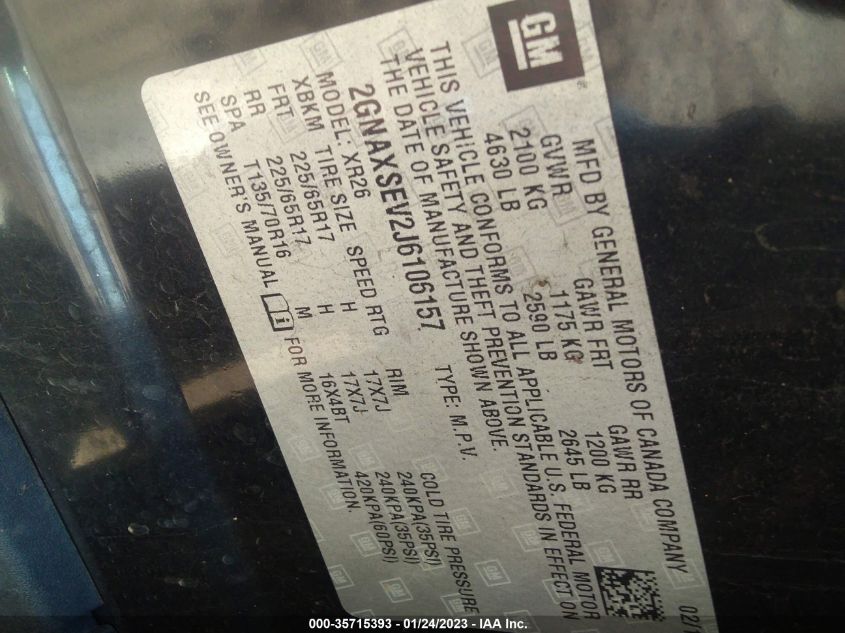 GM
MFD BY GENERAL MOTORS OF CANADA COMPANY
GVWR GAWR FRT GAWR RR
2100 KG 1175 KG 1200 KG
4630 LB 2590 LB 2645 LB
THIS VEHICLE CONFORMS TO ALL APPLICABLE U.S. FEDERAL MOTOR
VEHICLE SAFETY AND THEFT PREVENTION STANDARDS IN EFFECT ON
THE DATE OF MANUFACTURE SHOWN ABOVE.
2GNAXSEV2J6106157 TYPE: M.P.V.
MODEL: XR26
XBKM TIRE SIZE SPEED RTG RIM COLD TIRE PRESSURE
FRT 225/65R17 H 17X7J 240KPA(35PSI)
RR 225/65R17 H 17X7J 240KPA(35PSI)
SPA T135/70R16 M 16X4BT 420KPA(60PSI)
SEE OWNER'S MANUAL FOR MORE INFORMATION.
000-35715393 - 01/24/2023 - IAA Inc.